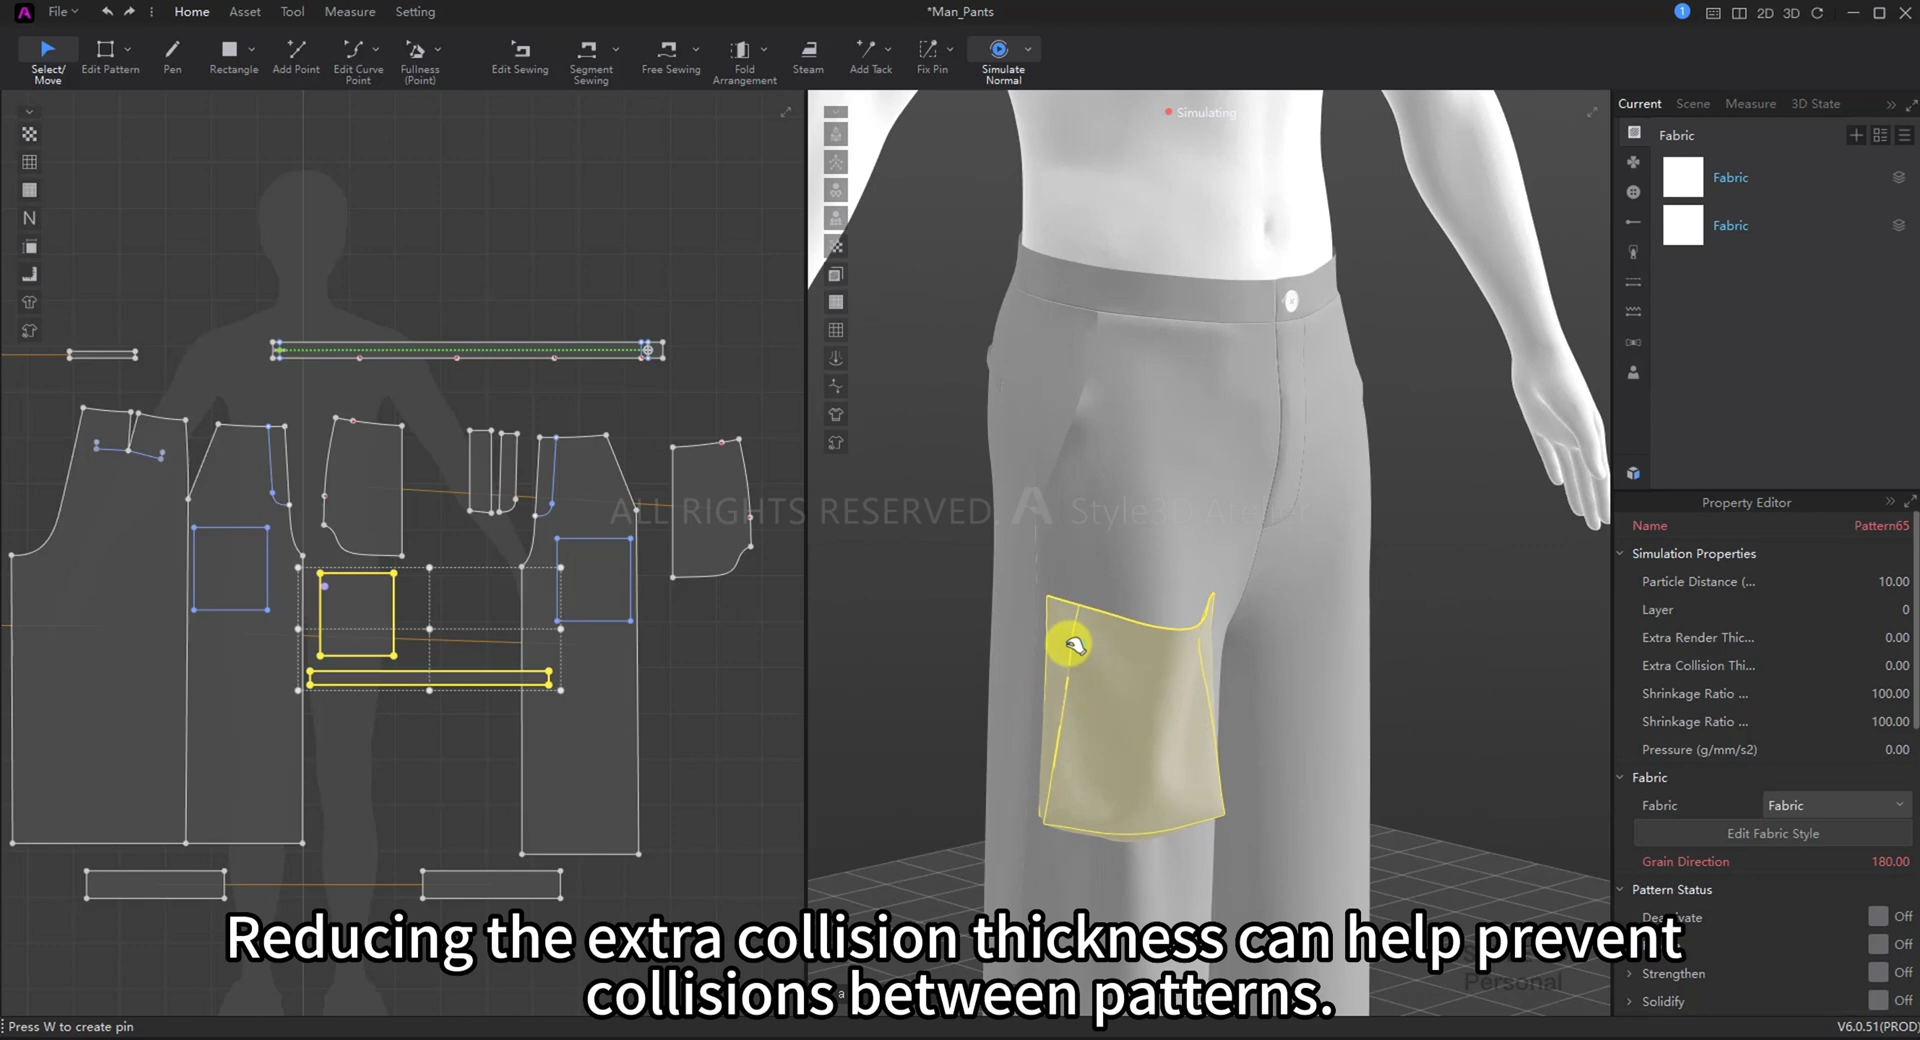 File
Home
Asset
Tool
Measure
Setting
*Man_Pants
1
2D
3D
Select/
Move
Edit Pattern
Pen
Rectangle
Add Point
Edit Curve
Point
Fullness
(Point)
Edit Sewing
Segment
Sewing
Free Sewing
Fold
Arrangement
Steam
Add Tack
Fix Pin
Simulate
Normal
Simulating
Current
Scene
Measure
3D State
Fabric
Fabric
Fabric
ALL RIGHTS RESERVED. Style3D Atelier
Property Editor
Name Pattern65
Simulation Properties
Particle Distance (... 10.00
Layer 0
Extra Render Thic... 0.00
Extra Collision Thi... 0.00
Shrinkage Ratio ... 100.00
Shrinkage Ratio ... 100.00
Pressure (g/mm/s2) 0.00
Fabric
Fabric Fabric
Edit Fabric Style
Grain Direction 180.00
Pattern Status
Deactivate Off
Off
Strengthen Off
Solidify Off
Personal
Reducing the extra collision thickness can help prevent
collisions between patterns.
Press W to create pin
V6.0.51(PROD)